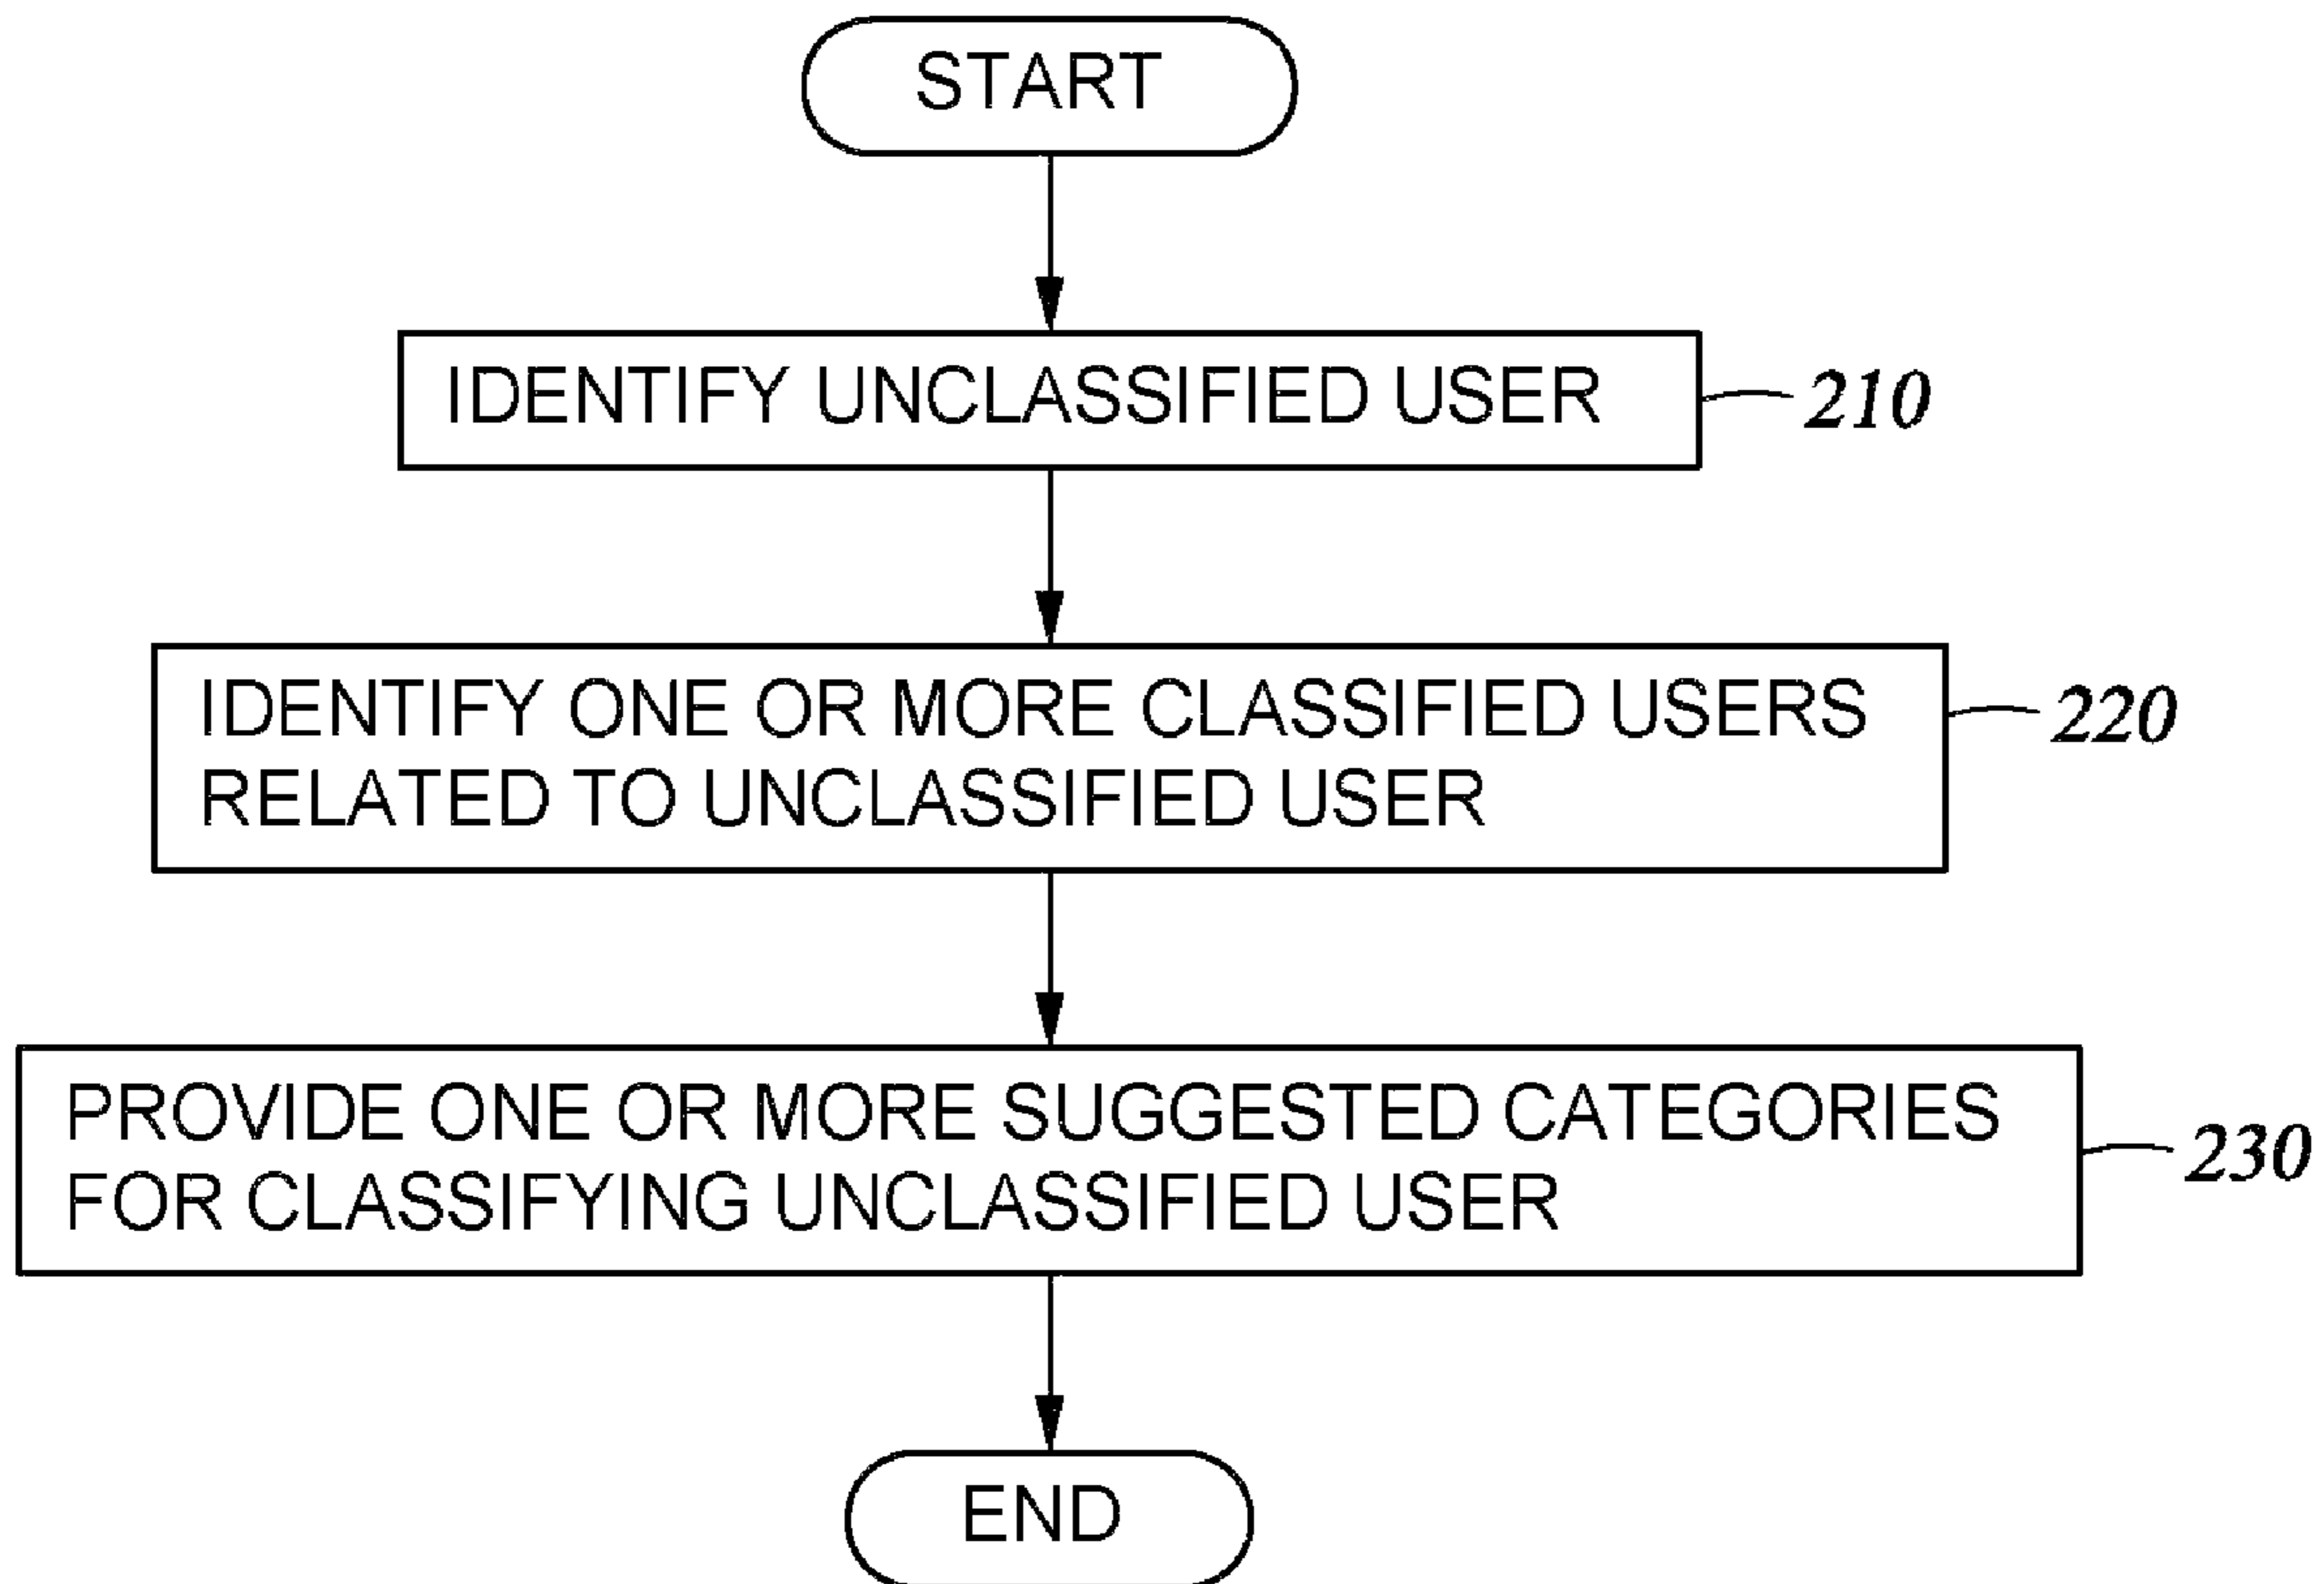 START
IDENTIFY UNCLASSIFIED USER
210
IDENTIFY ONE OR MORE CLASSIFIED USERS
RELATED TO UNCLASSIFIED USER
220
PROVIDE ONE OR MORE SUGGESTED CATEGORIES
FOR CLASSIFYING UNCLASSIFIED USER
230
END